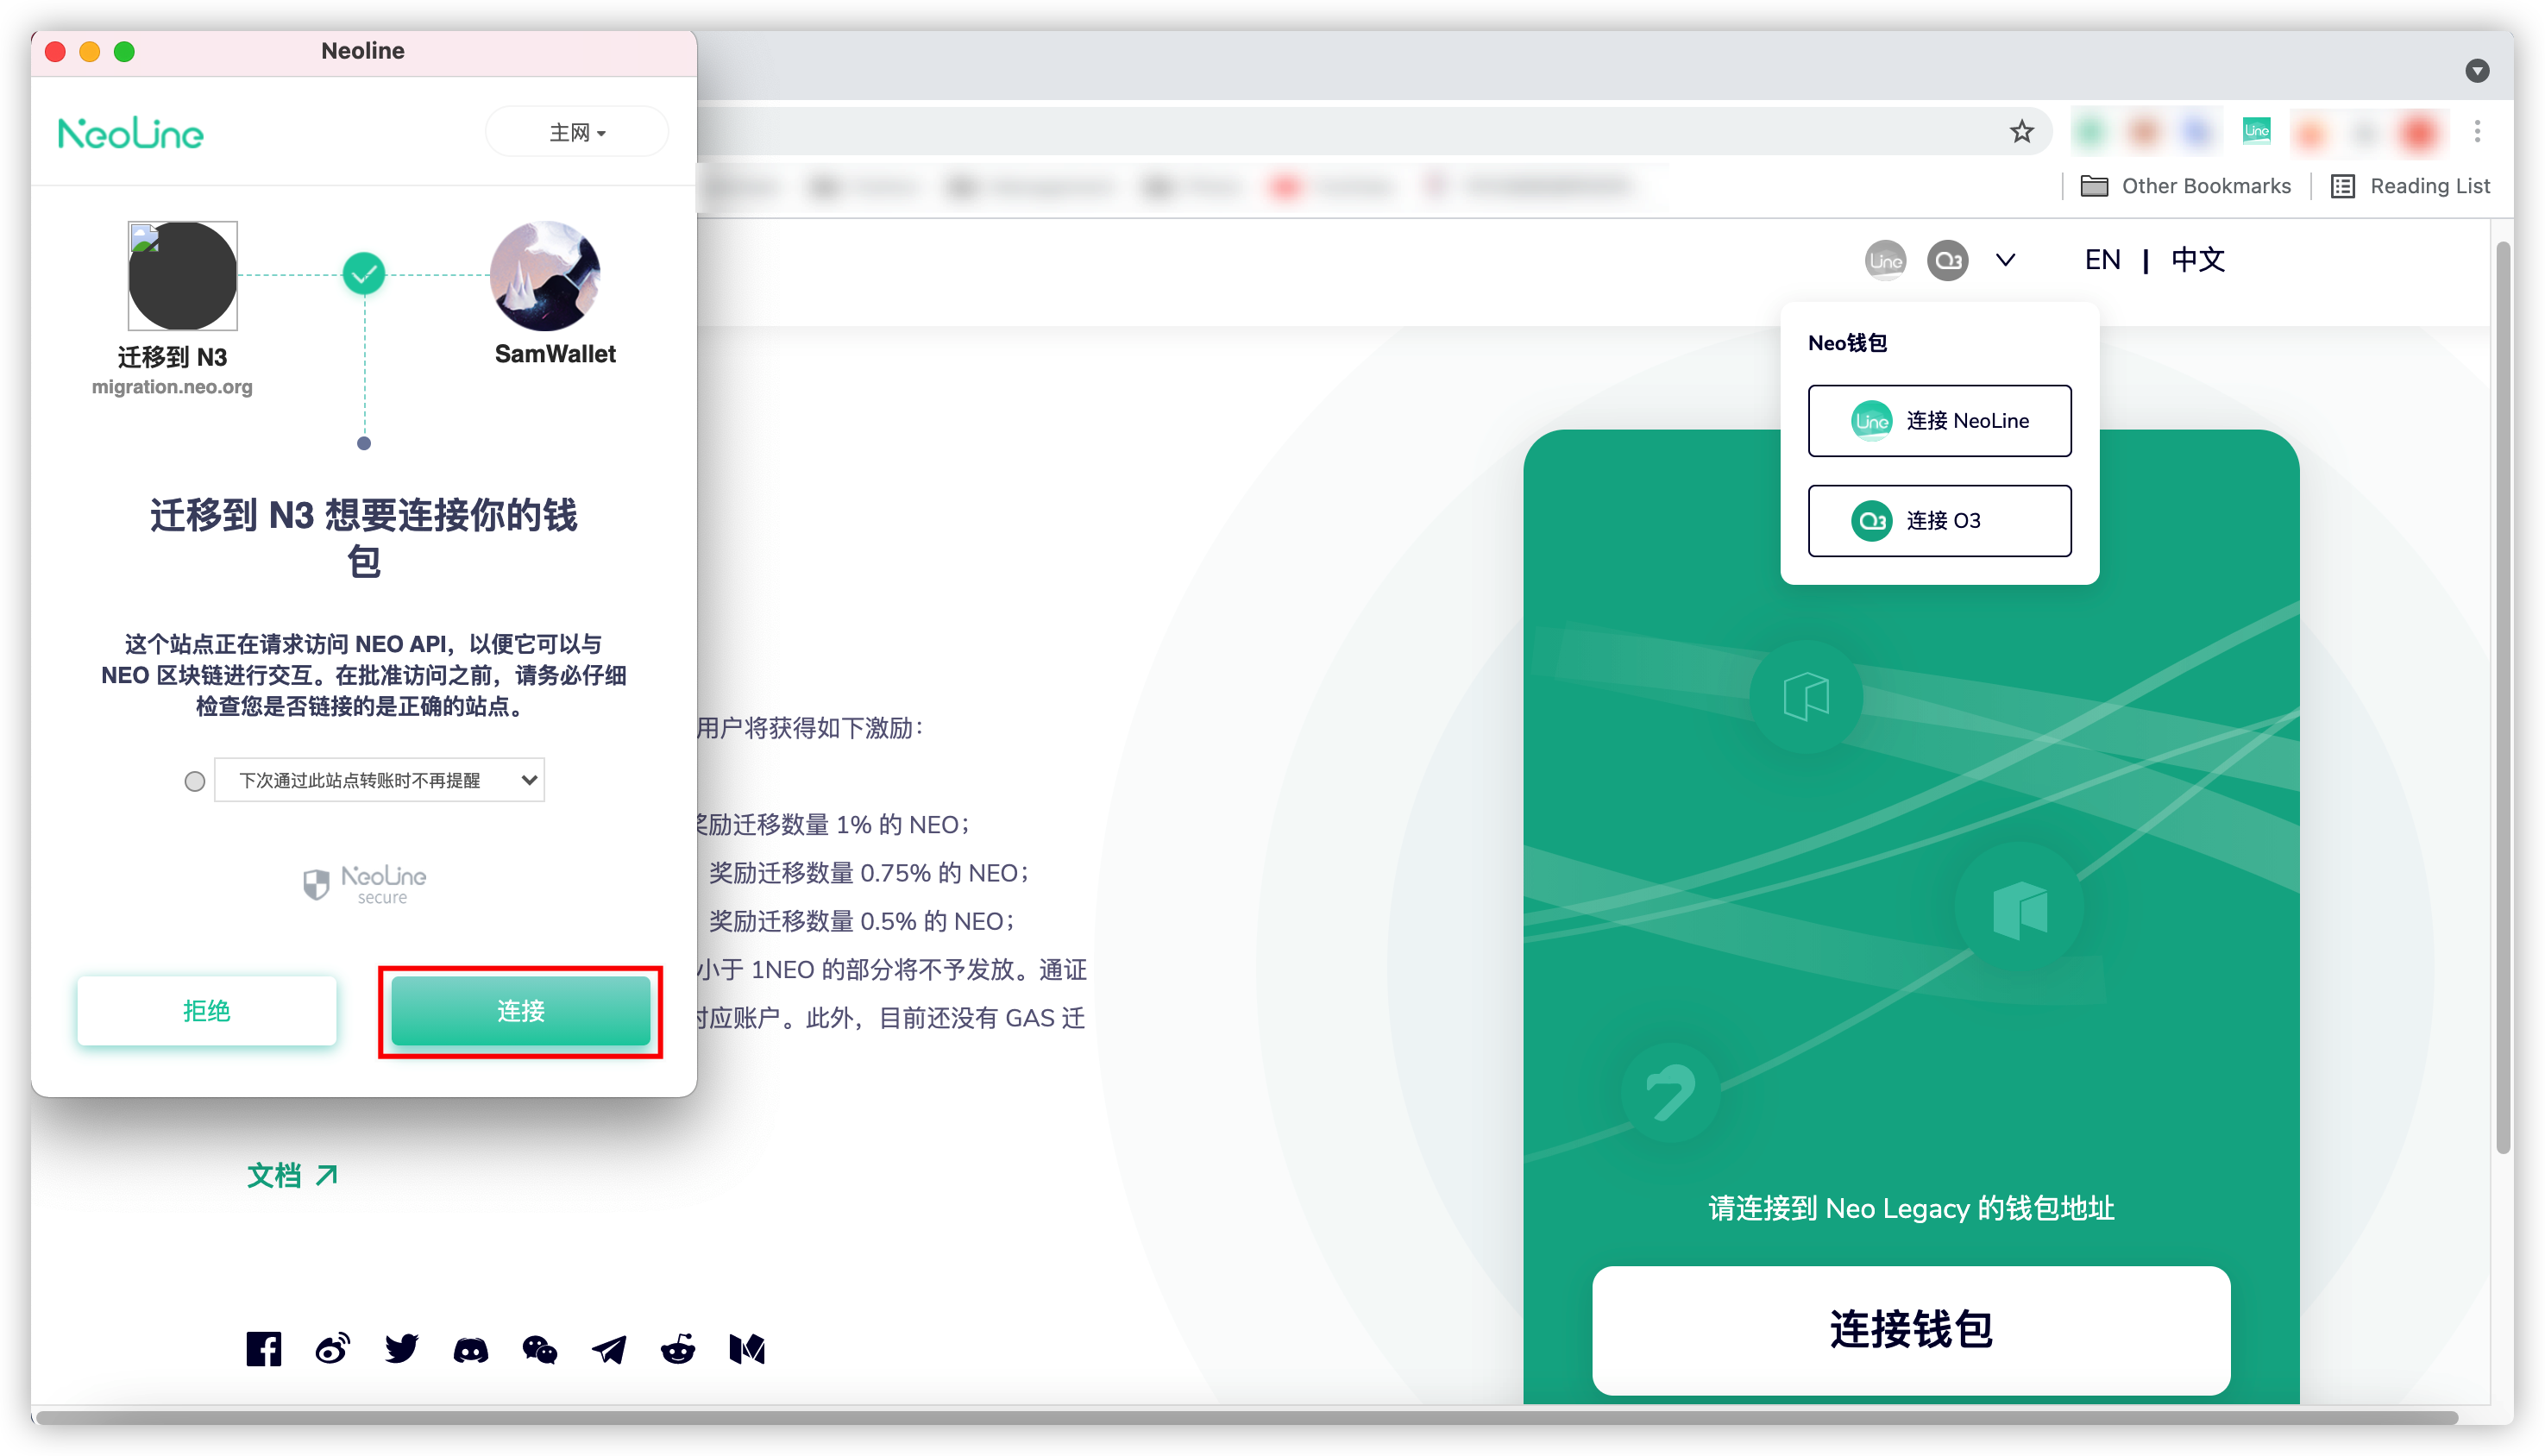 Neoline
NeoLine
主网
迁移到 N3
migration.neo.org
SamWallet
迁移到 N3 想要连接你的钱
包
这个站点正在请求访问 NEO API，以便它可以与
NEO 区块链进行交互。在批准访问之前，请务必仔细
检查您是否链接的是正确的站点。
下次通过此站点转账时不再提醒
NeoLine
secure
拒绝
连接
Line
Other Bookmarks
Reading List
Line
O3
EN | 中文
Neo钱包
Line 连接 NeoLine
O3 连接 O3
用户将获得如下激励：
奖励迁移数量 1% 的 NEO；
奖励迁移数量 0.75% 的 NEO；
奖励迁移数量 0.5% 的 NEO；
小于 1NEO 的部分将不予发放。通证
对应账户。此外，目前还没有 GAS 迁
文档
请连接到 Neo Legacy 的钱包地址
连接钱包